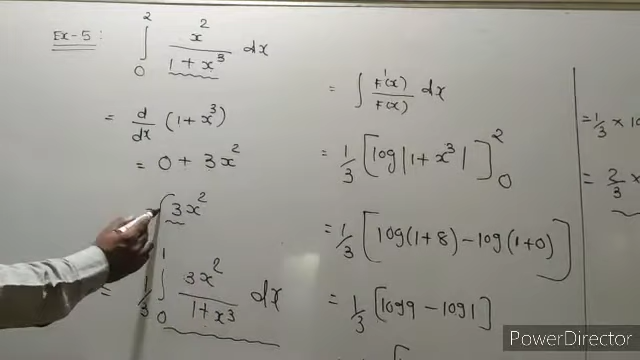 Ex-5 : ∫₀² x² / (1 + x³) dx
= d/dx (1 + x³)
= 0 + 3x²
3x²
= 1/3 ∫₀¹ 3x² / (1 + x³) dx
= ∫ F'(x) / F(x) dx
= 1/3 [log |1 + x³|]₀²
= 1/3 [log(1+8) - log(1+0)]
= 1/3 [log9 - log1]
= 1/3 × 
= 2/3 ×
PowerDirector